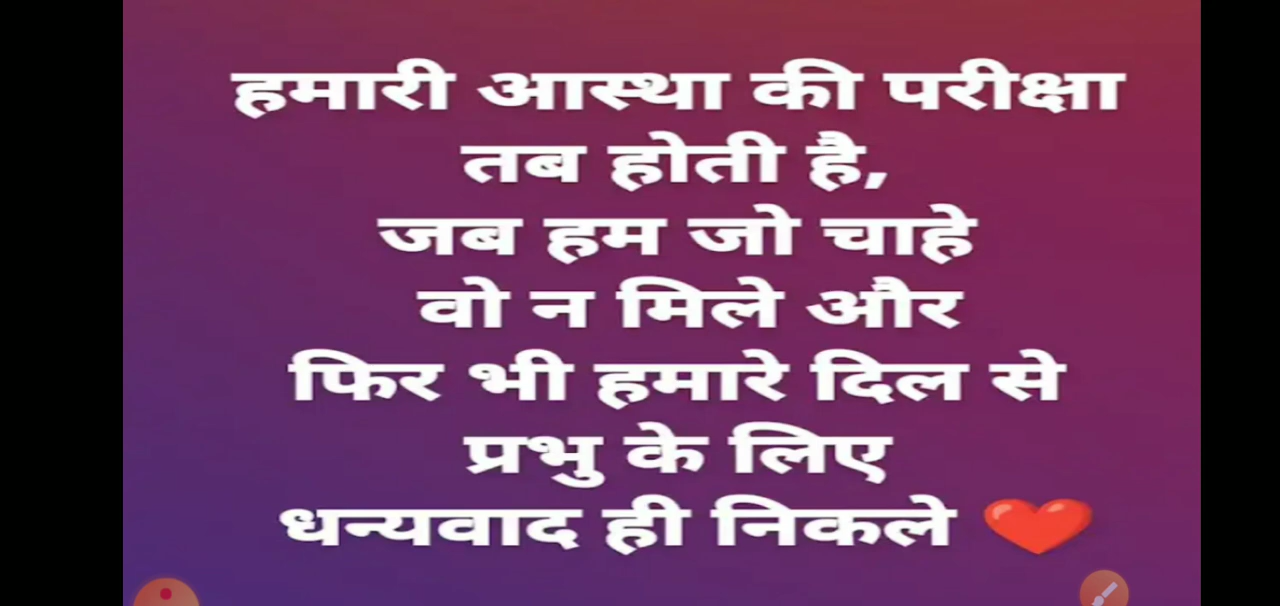 हमारी आस्था की परीक्षा
तब होती है,
जब हम जो चाहे
वो न मिले और
फिर भी हमारे दिल से
प्रभु के लिए
धन्यवाद ही निकले ❤️